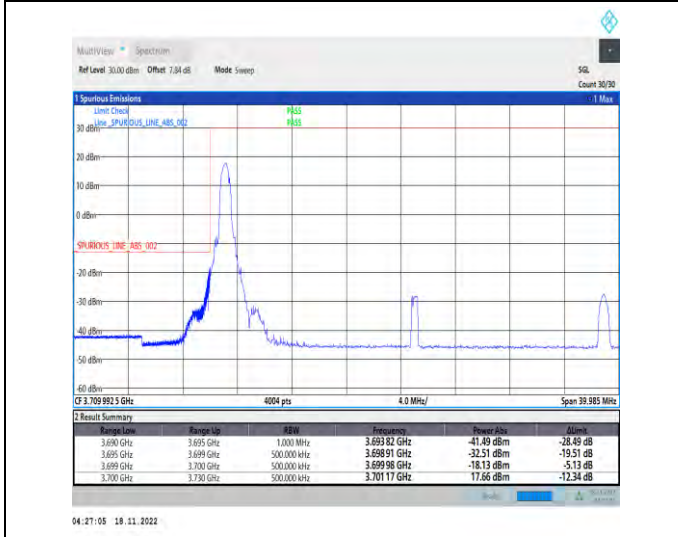 MultiView Spectrum
Ref Level 30.00 dBm Offset 7.84 dB Mode Sweep SGL
Count 30/30
1 Spurious Emissions 1 Max
Limit Check PASS
Line _SPURIOUS_LINE_ABS_002 PASS
30 dBm
20 dBm
10 dBm
0 dBm
_SPURIOUS_LINE_ABS_002
-20 dBm
-30 dBm
-40 dBm
-50 dBm
-60 dBm
CF 3.709 992 5 GHz 4004 pts 4.0 MHz/ Span 39.985 MHz
2 Result Summary
Range Low Range Up RBW Frequency Power Abs ΔLimit
3.690 GHz 3.695 GHz 1.000 MHz 3.693 82 GHz -41.49 dBm -28.49 dB
3.695 GHz 3.699 GHz 500.000 kHz 3.698 91 GHz -32.51 dBm -19.51 dB
3.699 GHz 3.700 GHz 500.000 kHz 3.699 98 GHz -18.13 dBm -5.13 dB
3.700 GHz 3.730 GHz 500.000 kHz 3.701 17 GHz 17.66 dBm -12.34 dB
04:27:05 18.11.2022